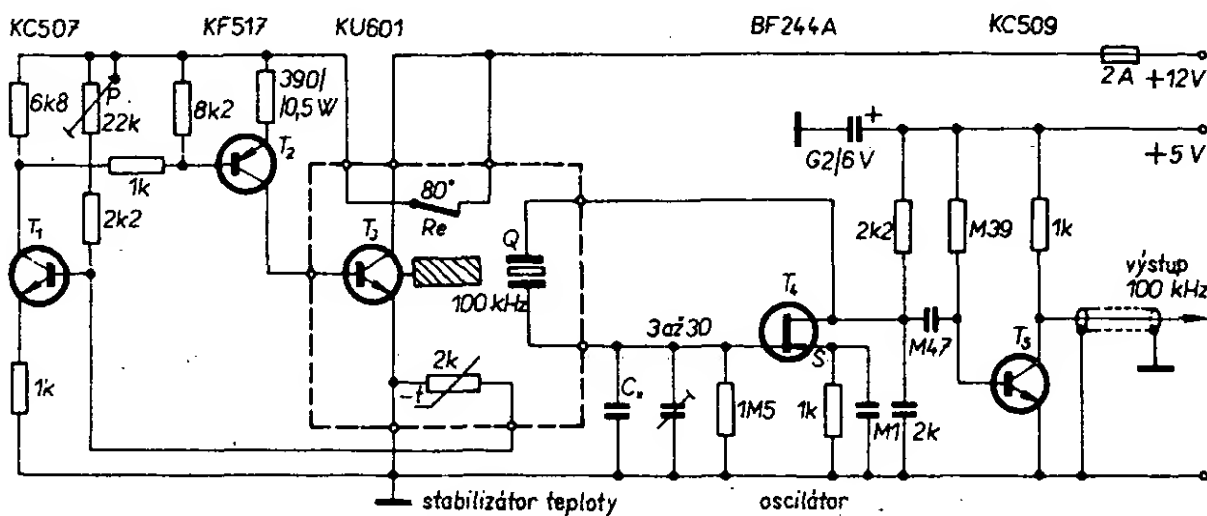 KC507 KF517 KU601 BF244A KC509
6k8
P
22k
8k2
390/
/0,5 W
T₂
1k
2k2
T₁
1k
80°
Re
T₃
Q
100 kHz
2k
-t
3až30
Cₓ
1M5
T₄
S
1k
M1
2k
G2/6 V
+
2k2
M39
1k
M47
T₅
2A
+12V
+5 V
výstup
100 kHz
stabilizátor teploty
oscilátor